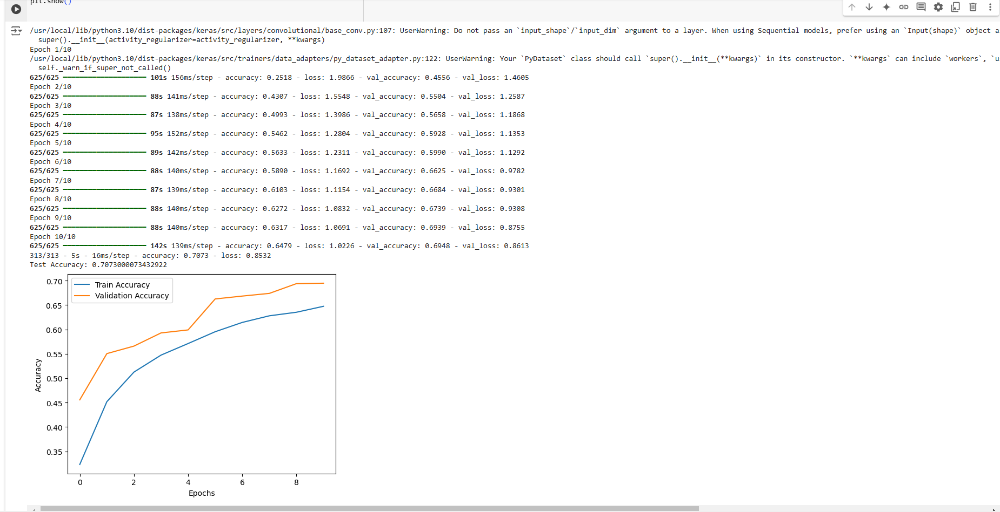 plt.show()
/usr/local/lib/python3.10/dist-packages/keras/src/layers/convolutional/base_conv.py:107: UserWarning: Do not pass an `input_shape`/`input_dim` argument to a layer. When using Sequential models, prefer using an `Input(shape)` object a
super().__init__(activity_regularizer=activity_regularizer, **kwargs)
Epoch 1/10
/usr/local/lib/python3.10/dist-packages/keras/src/trainers/data_adapters/py_dataset_adapter.py:122: UserWarning: Your `PyDataset` class should call `super().__init__(**kwargs)` in its constructor. `**kwargs` can include `workers`, `u
self._warn_if_super_not_called()
625/625 ━━━━━━━━━━━━━━━━━━━━ 101s 156ms/step - accuracy: 0.2518 - loss: 1.9866 - val_accuracy: 0.4556 - val_loss: 1.4605
Epoch 2/10
625/625 ━━━━━━━━━━━━━━━━━━━━ 88s 141ms/step - accuracy: 0.4307 - loss: 1.5548 - val_accuracy: 0.5504 - val_loss: 1.2587
Epoch 3/10
625/625 ━━━━━━━━━━━━━━━━━━━━ 87s 138ms/step - accuracy: 0.4993 - loss: 1.3986 - val_accuracy: 0.5658 - val_loss: 1.1868
Epoch 4/10
625/625 ━━━━━━━━━━━━━━━━━━━━ 95s 152ms/step - accuracy: 0.5462 - loss: 1.2804 - val_accuracy: 0.5928 - val_loss: 1.1353
Epoch 5/10
625/625 ━━━━━━━━━━━━━━━━━━━━ 89s 142ms/step - accuracy: 0.5633 - loss: 1.2311 - val_accuracy: 0.5990 - val_loss: 1.1292
Epoch 6/10
625/625 ━━━━━━━━━━━━━━━━━━━━ 88s 140ms/step - accuracy: 0.5890 - loss: 1.1692 - val_accuracy: 0.6625 - val_loss: 0.9782
Epoch 7/10
625/625 ━━━━━━━━━━━━━━━━━━━━ 87s 139ms/step - accuracy: 0.6103 - loss: 1.1154 - val_accuracy: 0.6684 - val_loss: 0.9301
Epoch 8/10
625/625 ━━━━━━━━━━━━━━━━━━━━ 88s 140ms/step - accuracy: 0.6272 - loss: 1.0832 - val_accuracy: 0.6739 - val_loss: 0.9308
Epoch 9/10
625/625 ━━━━━━━━━━━━━━━━━━━━ 88s 140ms/step - accuracy: 0.6317 - loss: 1.0691 - val_accuracy: 0.6939 - val_loss: 0.8755
Epoch 10/10
625/625 ━━━━━━━━━━━━━━━━━━━━ 142s 139ms/step - accuracy: 0.6479 - loss: 1.0226 - val_accuracy: 0.6948 - val_loss: 0.8613
313/313 - 5s - 16ms/step - accuracy: 0.7073 - loss: 0.8532
Test Accuracy: 0.7073000073432922
Train Accuracy
Validation Accuracy
0.70
0.65
0.60
0.55
0.50
0.45
0.40
0.35
Accuracy
0 2 4 6 8
Epochs